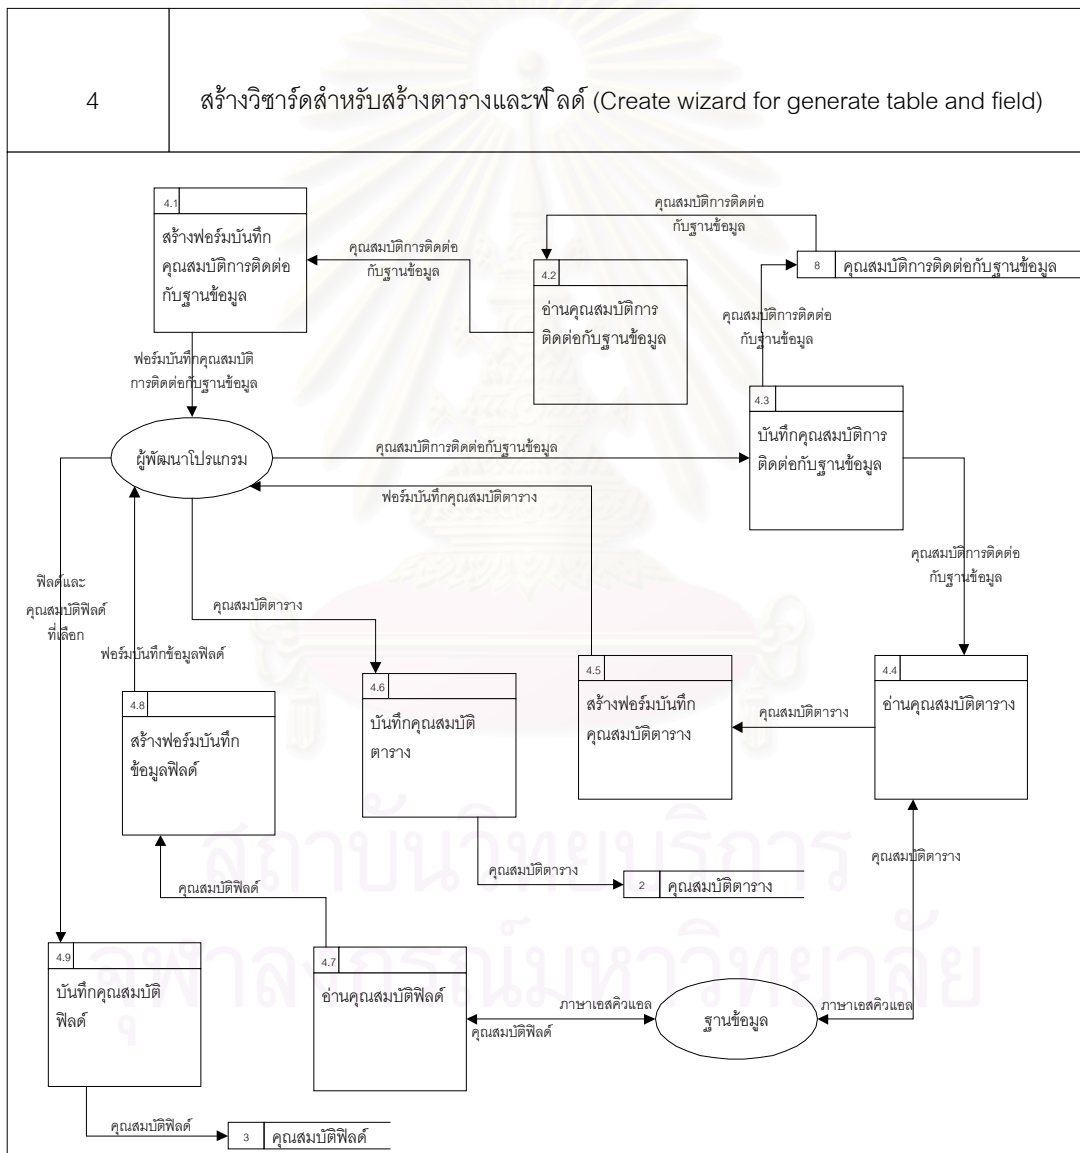 4
สร้างวิซาร์ดสำหรับสร้างตารางและฟิลด์ (Create wizard for generate table and field)
4.1
สร้างฟอร์มบันทึก
คุณสมบัติการติดต่อ
กับฐานข้อมูล
คุณสมบัติการติดต่อ
กับฐานข้อมูล
4.2
อ่านคุณสมบัติการ
ติดต่อกับฐานข้อมูล
คุณสมบัติการติดต่อ
กับฐานข้อมูล
8
คุณสมบัติการติดต่อกับฐานข้อมูล
คุณสมบัติการติดต่อ
กับฐานข้อมูล
ฟอร์มบันทึกคุณสมบัติ
การติดต่อกับฐานข้อมูล
4.3
บันทึกคุณสมบัติการ
ติดต่อกับฐานข้อมูล
ผู้พัฒนาโปรแกรม
คุณสมบัติการติดต่อกับฐานข้อมูล
ฟอร์มบันทึกคุณสมบัติตาราง
คุณสมบัติการติดต่อ
กับฐานข้อมูล
ฟิลด์และ
คุณสมบัติฟิลด์
ที่เลือก
คุณสมบัติตาราง
ฟอร์มบันทึกข้อมูลฟิลด์
4.8
สร้างฟอร์มบันทึก
ข้อมูลฟิลด์
4.6
บันทึกคุณสมบัติ
ตาราง
4.5
สร้างฟอร์มบันทึก
คุณสมบัติตาราง
คุณสมบัติตาราง
4.4
อ่านคุณสมบัติตาราง
คุณสมบัติตาราง
คุณสมบัติตาราง
2
คุณสมบัติตาราง
คุณสมบัติฟิลด์
4.9
บันทึกคุณสมบัติ
ฟิลด์
4.7
อ่านคุณสมบัติฟิลด์
ภาษาเอสคิวแอล
คุณสมบัติฟิลด์
ฐานข้อมูล
ภาษาเอสคิวแอล
คุณสมบัติฟิลด์
3
คุณสมบัติฟิลด์
สถาบันวิทยบริการ
จุฬาลงกรณ์มหาวิทยาลัย